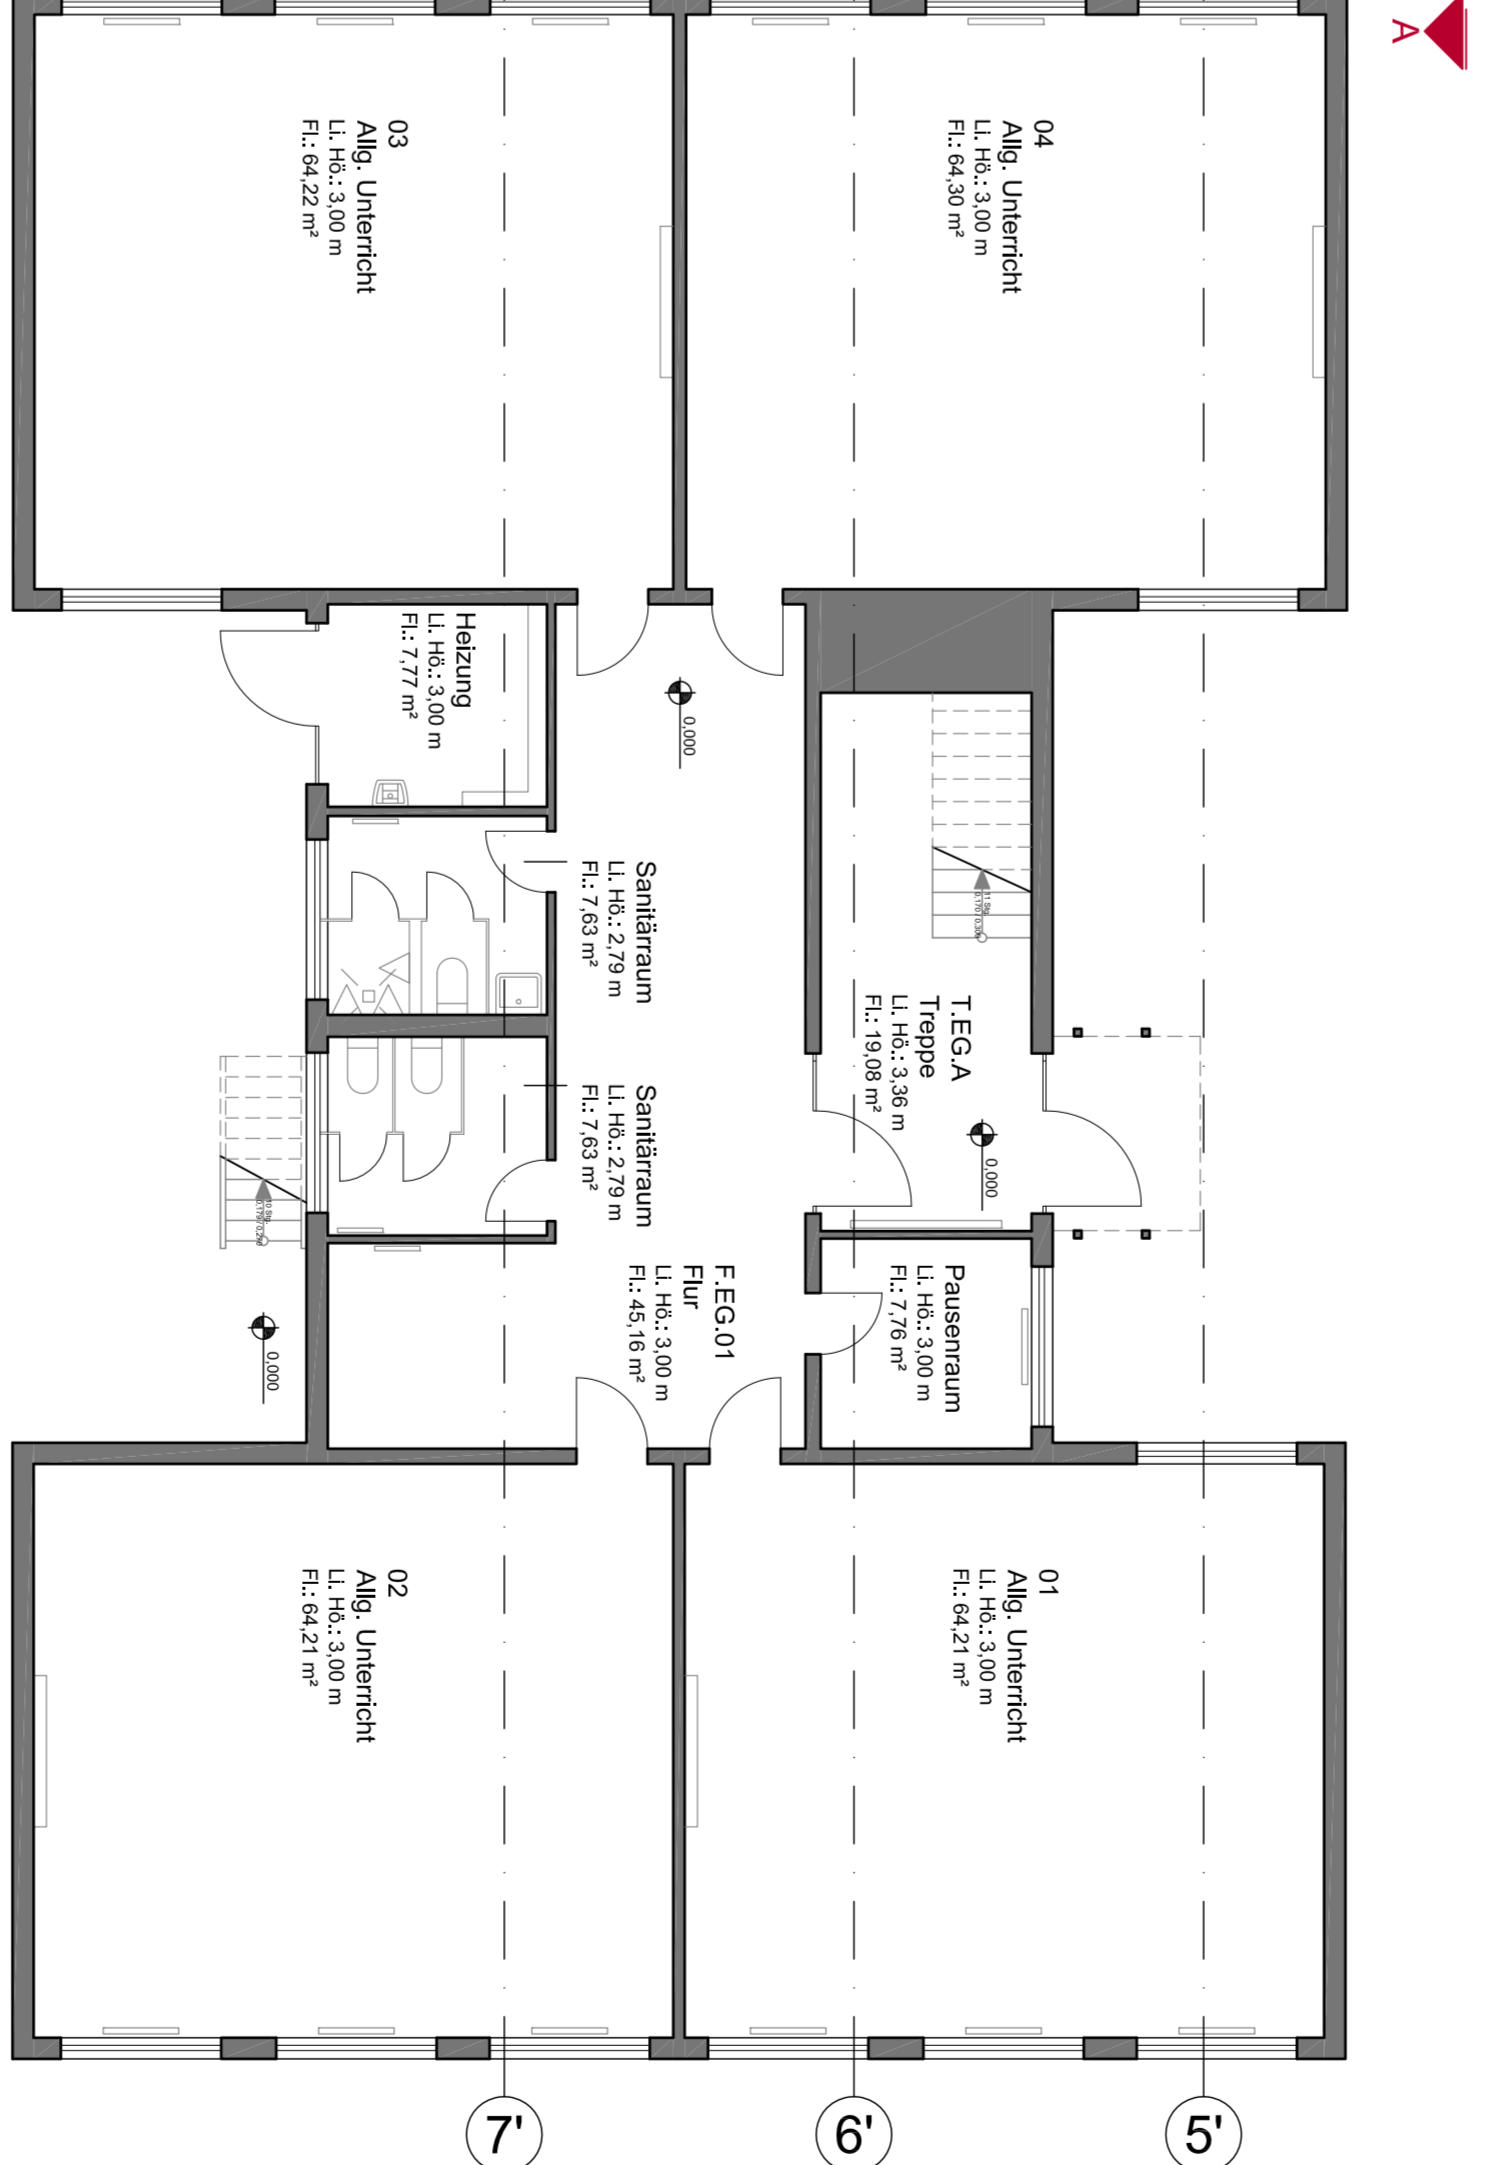 A
03
Allg. Unterricht
Li. Hö.: 3,00 m
Fl.: 64,22 m²
04
Allg. Unterricht
Li. Hö.: 3,00 m
Fl.: 64,30 m²
Heizung
Li. Hö.: 3,00 m
Fl.: 7,77 m²
0,000
Sanitärraum
Li. Hö.: 2,79 m
Fl.: 7,63 m²
11 Stg.
T.EG.A
Treppe
Li. Hö.: 3,36 m
Fl.: 19,08 m²
0,000
Sanitärraum
Li. Hö.: 2,79 m
Fl.: 7,63 m²
10 Stg.
0,000
F.EG.01
Flur
Li. Hö.: 3,00 m
Fl.: 45,16 m²
Pausenraum
Li. Hö.: 3,00 m
Fl.: 7,76 m²
02
Allg. Unterricht
Li. Hö.: 3,00 m
Fl.: 64,21 m²
01
Allg. Unterricht
Li. Hö.: 3,00 m
Fl.: 64,21 m²
7'
6'
5'